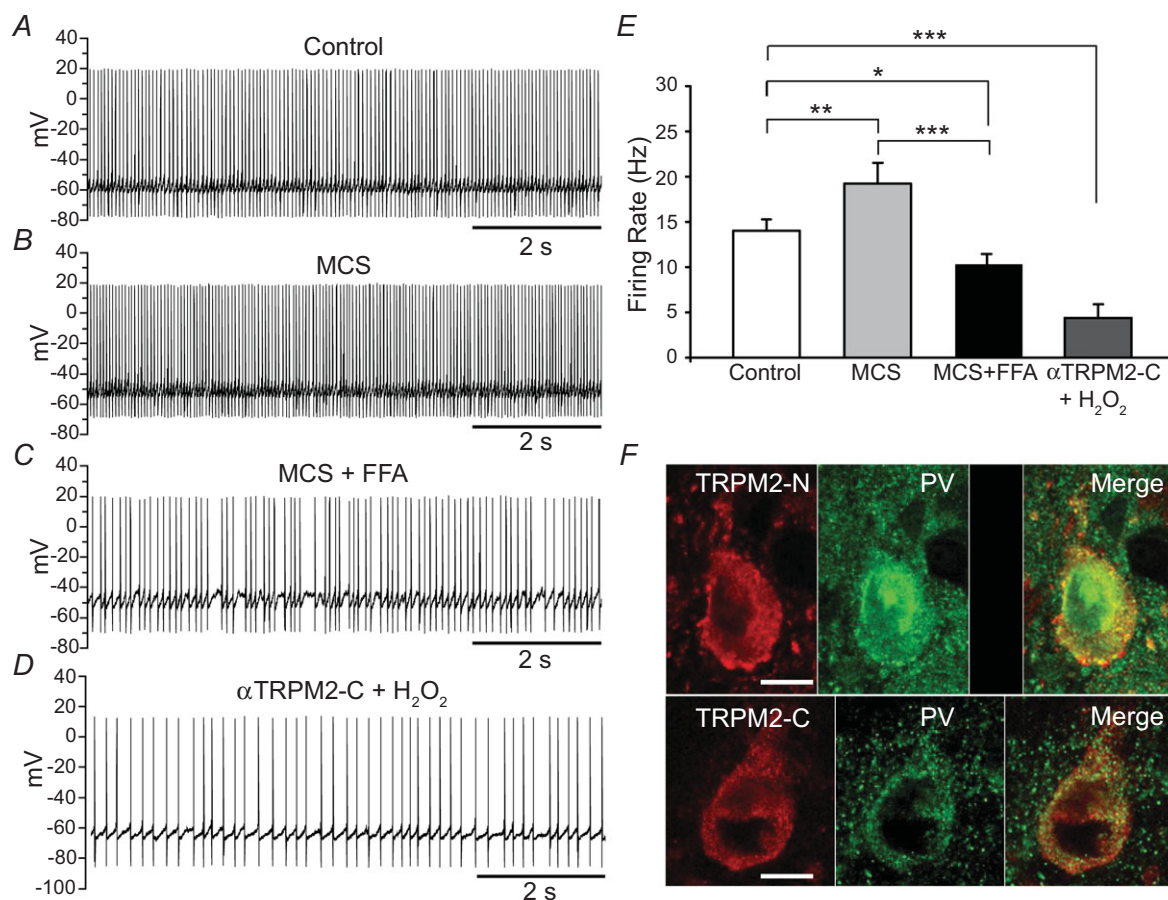 A
Control
40
20
0
-20
-40
-60
-80
mV
2 s
B
MCS
40
20
0
-20
-40
-60
-80
mV
2 s
C
MCS + FFA
40
20
0
-20
-40
-60
-80
mV
2 s
D
αTRPM2-C + H₂O₂
40
20
0
-20
-40
-60
-80
-100
mV
2 s
E
***
*
**
***
30
25
20
15
10
5
0
Firing Rate (Hz)
Control
MCS
MCS+FFA
αTRPM2-C
+ H₂O₂
F
TRPM2-N
PV
Merge
TRPM2-C
PV
Merge